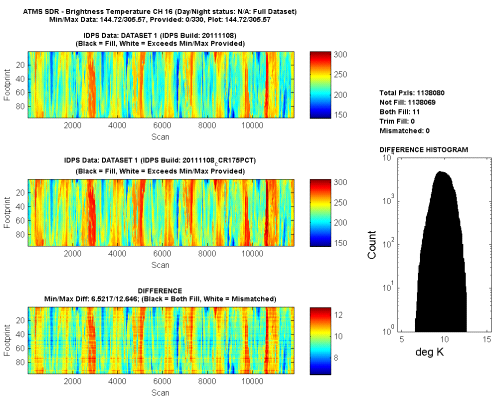 ATMS SDR - Brightness Temperature CH 16 (Day/Night status: N/A: Full Dataset)
Min/Max Data: 144.72/305.57, Provided: 0/330, Plot: 144.72/305.57
IDPS Data: DATASET 1 (IDPS Build: 20111108)
(Black = Fill, White = Exceeds Min/Max Provided)
Footprint
20
40
60
80
2000
4000
6000
8000
10000
Scan
300
250
200
150
IDPS Data: DATASET 1 (IDPS Build: 20111108_CR175PCT)
(Black = Fill, White = Exceeds Min/Max Provided)
Footprint
20
40
60
80
2000
4000
6000
8000
10000
Scan
300
250
200
150
DIFFERENCE
Min/Max Diff: 6.5217/12.646; (Black = Both Fill, White = Mismatched)
Footprint
20
40
60
80
2000
4000
6000
8000
10000
Scan
12
10
8
Total Pxls: 1138080
Not Fill: 1138069
Both Fill: 11
Trim Fill: 0
Mismatched: 0
DIFFERENCE HISTOGRAM
Count
10^4
10^3
10^2
10^1
10^0
5
10
15
deg K